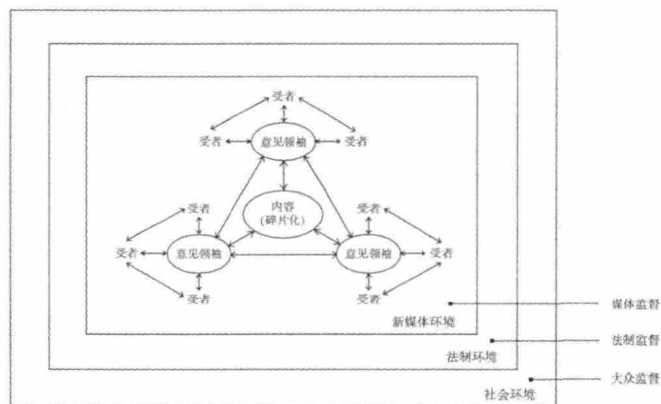 受者
受者
意见领袖
受者
内容
(碎片化)
受者
受者
受者
意见领袖
意见领袖
受者
受者
受者
新媒体环境
媒体监督
法制环境
法制监督
社会环境
大众监督